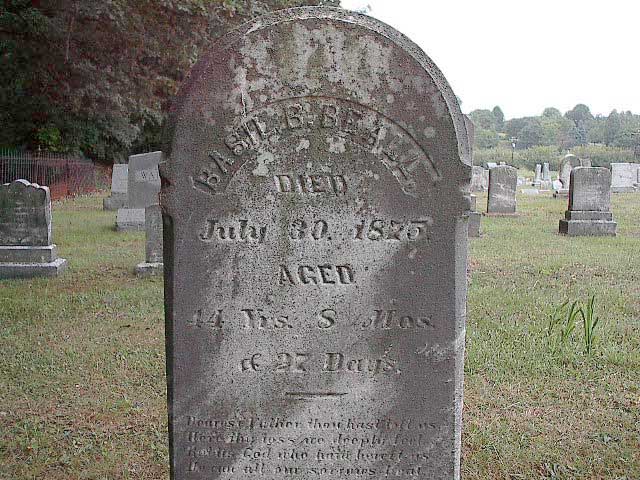 BASIL B. BEALL.
DIED
July 30, 1875.
AGED
44 Yrs. 8 Mos.
& 27 Days.
Dearest Father thou hast left us
Here thy loss we deeply feel
But tis God who hath bereft us
He can all our sorrows heal.
WA